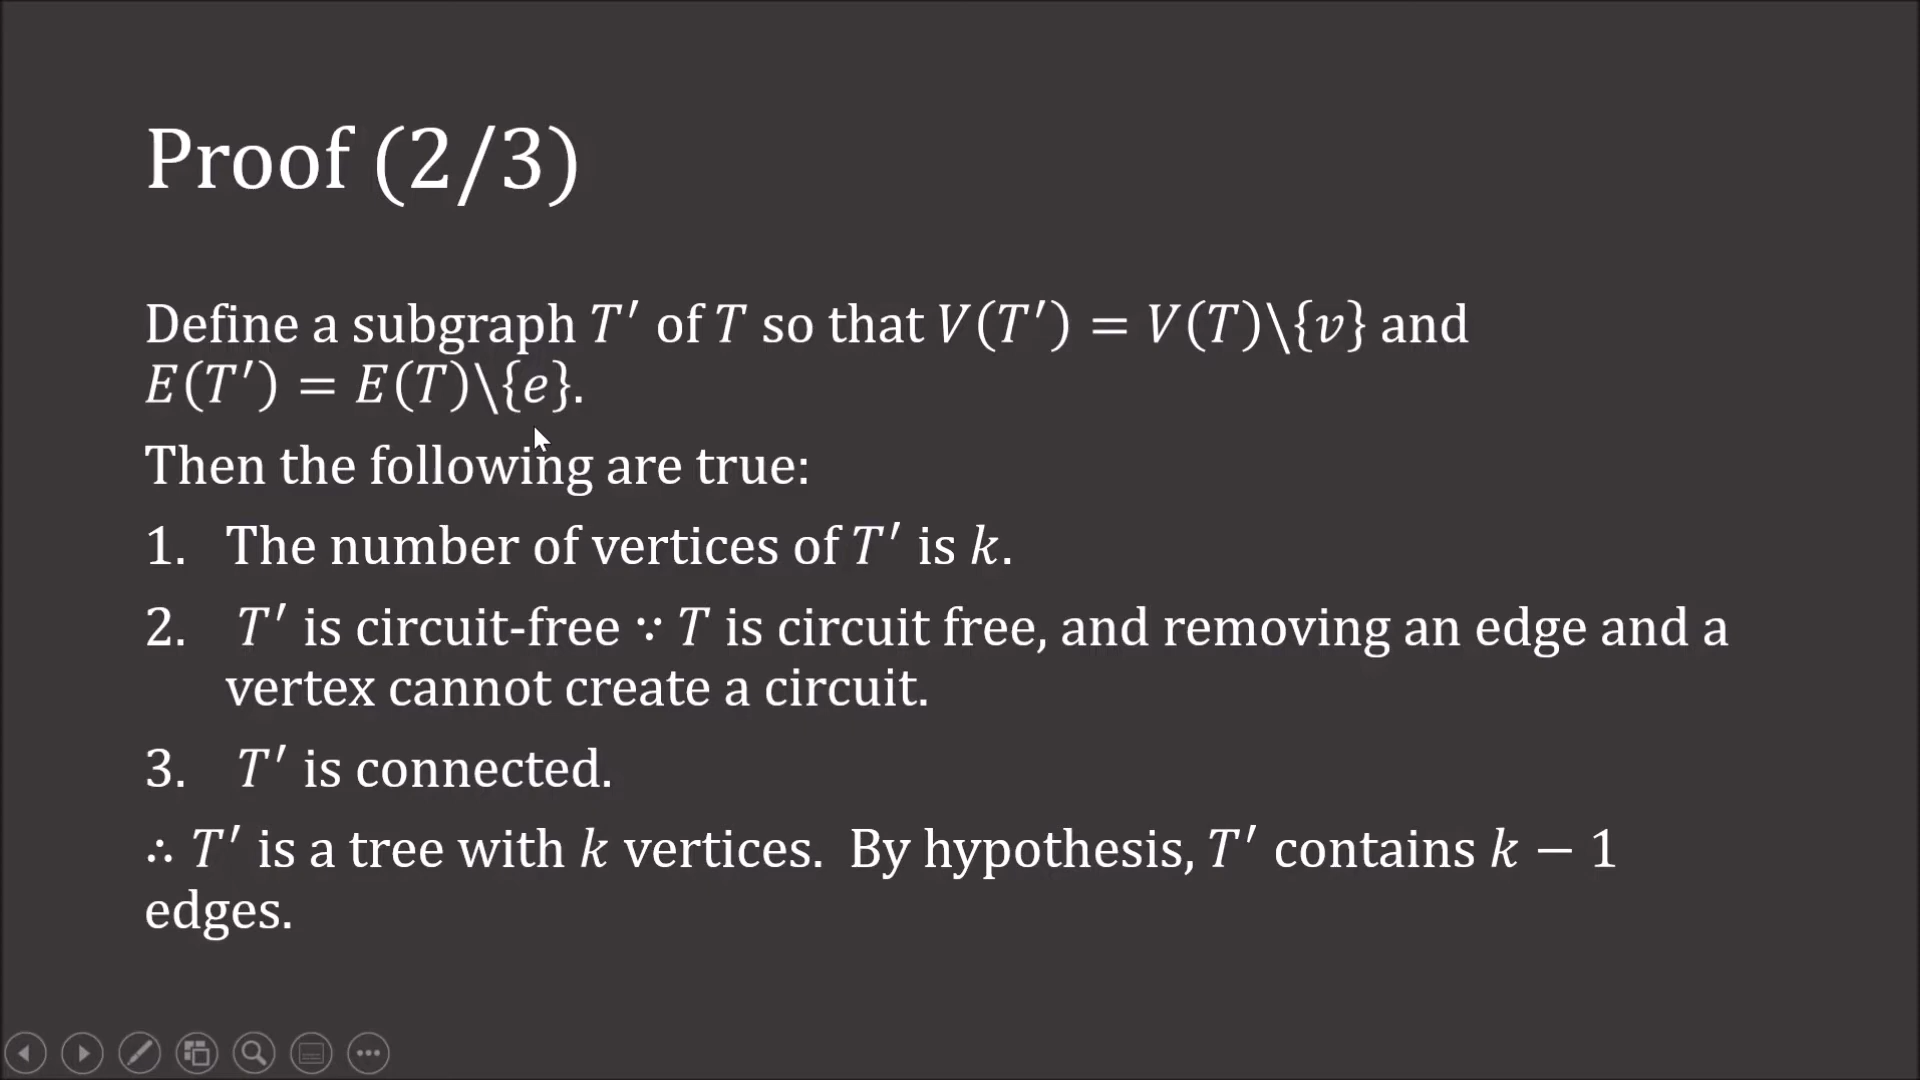 Proof (2/3)
Define a subgraph T′ of T so that V(T′) = V(T)\{v} and
E(T′) = E(T)\{e}.
Then the following are true:
1. The number of vertices of T′ is k.
2. T′ is circuit-free ∵ T is circuit free, and removing an edge and a
vertex cannot create a circuit.
3. T′ is connected.
∴ T′ is a tree with k vertices. By hypothesis, T′ contains k − 1
edges.